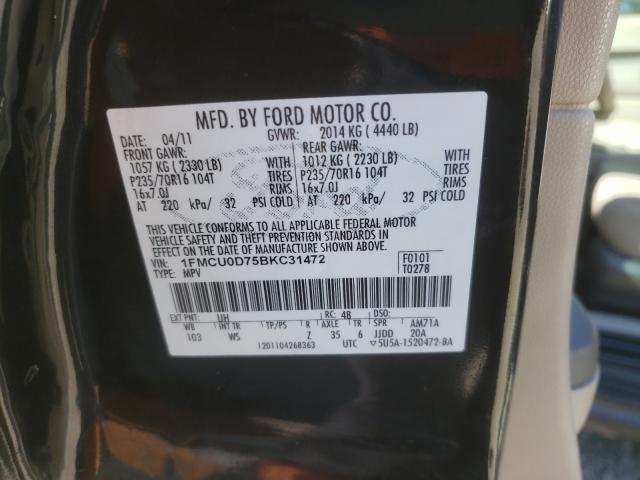 MFD. BY FORD MOTOR CO.
DATE: 04/11 GVWR: 2014 KG ( 4440 LB)
FRONT GAWR: REAR GAWR:
1057 KG ( 2330 LB) WITH 1012 KG ( 2230 LB) WITH
P235/70R16 104T TIRES P235/70R16 104T TIRES
16x7.0J RIMS 16x7.0J RIMS
AT 220 kPa/ 32 PSI COLD AT 220 kPa/ 32 PSI COLD
THIS VEHICLE CONFORMS TO ALL APPLICABLE FEDERAL MOTOR
VEHICLE SAFETY AND THEFT PREVENTION STANDARDS IN
EFFECT ON THE DATE OF MANUFACTURE SHOWN ABOVE.
VIN: 1FMCU0D75BKC31472 F0101
TYPE: MPV T0278
EXT PNT: UH RC: 48 DSO:
WB INT TR TP/PS R AXLE TR SPR AM71A
103 WS Z 35 6 JJDD 20A
1201104268363 UTC ▽5U5A-1520472-BA